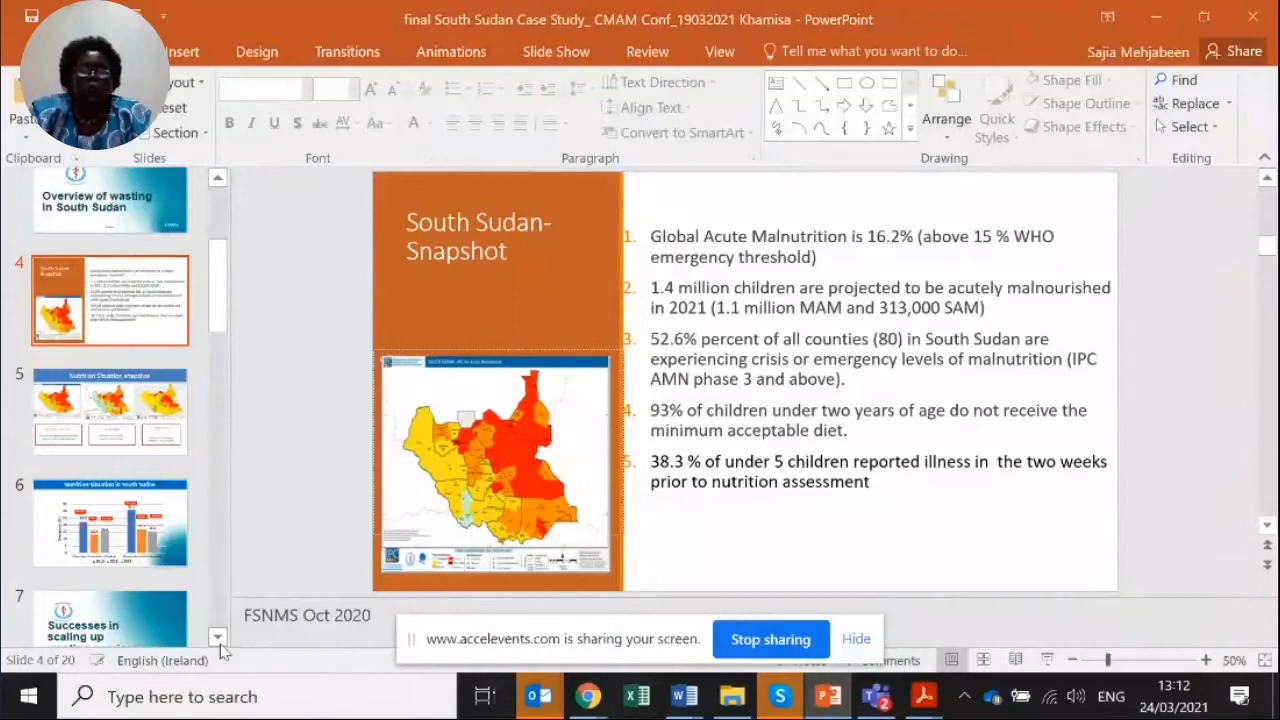 final South Sudan Case Study_ CMAM Conf_19032021 Khamisa - PowerPoint
Insert Design Transitions Animations Slide Show Review View Tell me what you want to do... Sajia Mehjabeen Share
Section
Clipboard Slides Font Paragraph Drawing Editing
Text Direction
Align Text
Convert to SmartArt
Arrange
Quick
Styles
Shape Fill
Shape Outline
Shape Effects
Find
Replace
Select
Overview of wasting
in South Sudan
4
5
Nutrition Situation snapshot
6
Nutrition situation in South Sudan
7
Successes in
scaling up
South Sudan-
Snapshot
1. Global Acute Malnutrition is 16.2% (above 15 % WHO
emergency threshold)
2. 1.4 million children are projected to be acutely malnourished
in 2021 (1.1 million MAM and 313,000 SAM)
3. 52.6% percent of all counties (80) in South Sudan are
experiencing crisis or emergency levels of malnutrition (IPC
AMN phase 3 and above).
4. 93% of children under two years of age do not receive the
minimum acceptable diet.
5. 38.3 % of under 5 children reported illness in the two weeks
prior to nutrition assessment
FSNMS Oct 2020
www.accelevents.com is sharing your screen. Stop sharing Hide
Slide 4 of 20 English (Ireland) 50%
Type here to search
ENG
13:12
24/03/2021